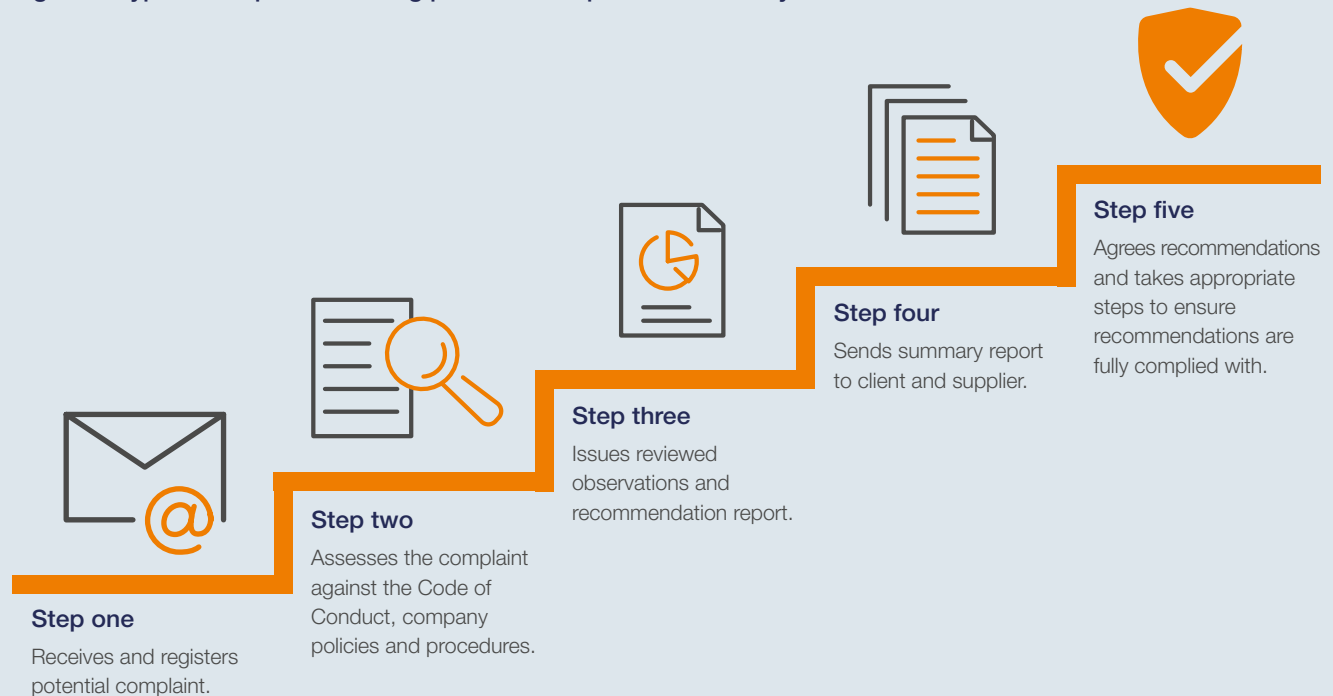 Step one
Receives and registers
potential complaint.
Step two
Assesses the complaint
against the Code of
Conduct, company
policies and procedures.
Step three
Issues reviewed
observations and
recommendation report.
Step four
Sends summary report
to client and supplier.
Step five
Agrees recommendations
and takes appropriate
steps to ensure
recommendations are
fully complied with.